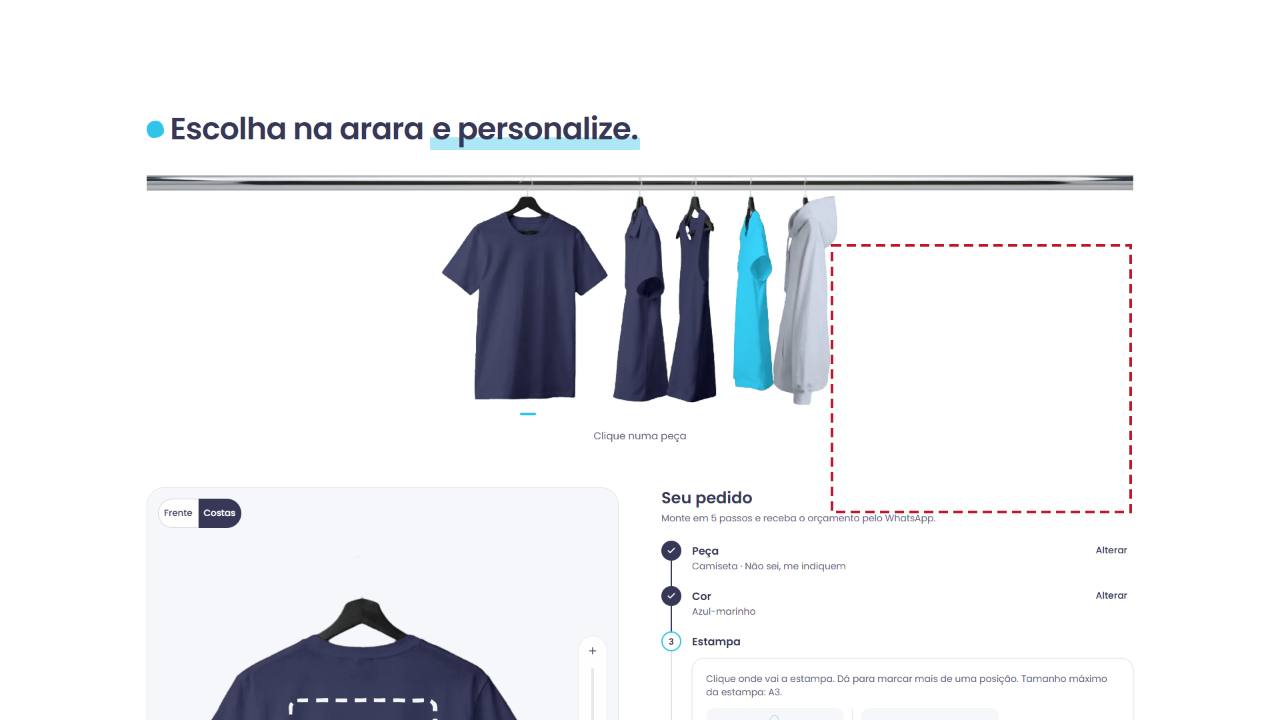 Escolha na arara e personalize.
Clique numa peça
Frente Costas
Seu pedido
Monte em 5 passos e receba o orçamento pelo WhatsApp.
Peça
Alterar
Camiseta · Não sei, me indiquem
Cor
Alterar
Azul-marinho
3 Estampa
Clique onde vai a estampa. Dá para marcar mais de uma posição. Tamanho máximo
da estampa: A3.
+